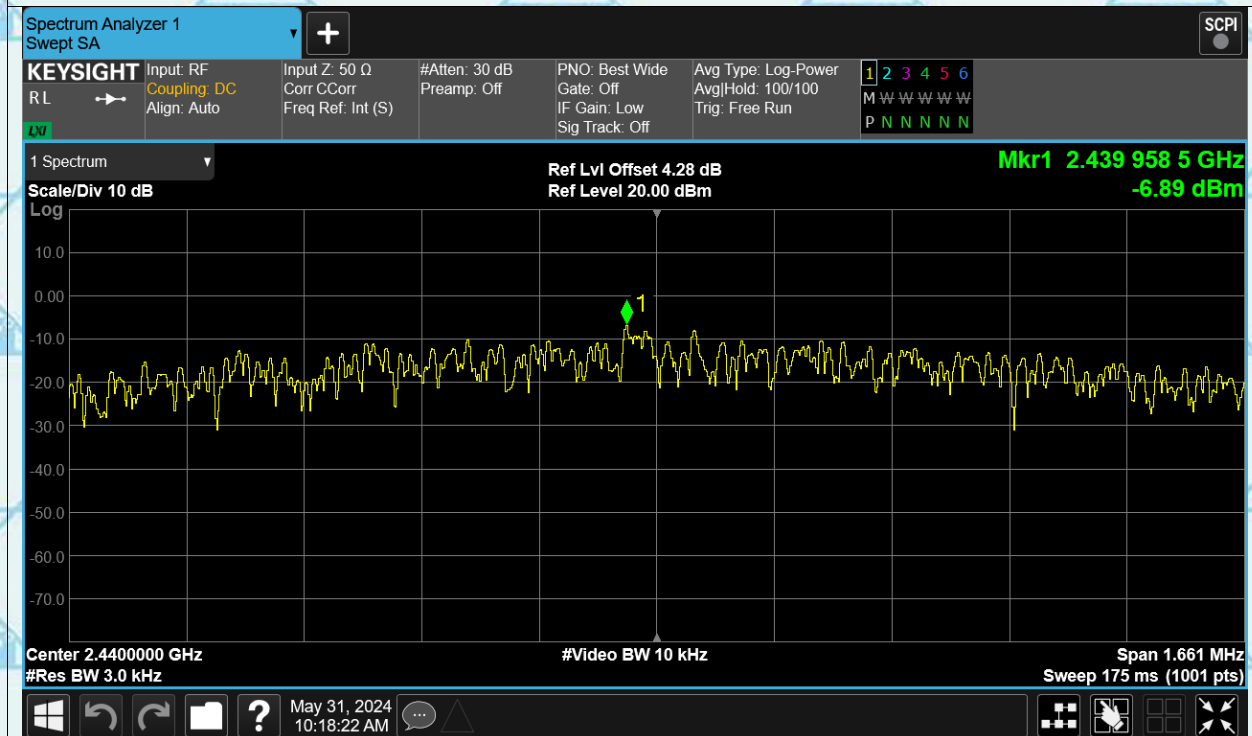 Spectrum Analyzer 1
Swept SA
+
SCPI
KEYSIGHT
RL
LXI
Input: RF
Coupling: DC
Align: Auto
Input Z: 50 Ω
Corr CCorr
Freq Ref: Int (S)
#Atten: 30 dB
Preamp: Off
PNO: Best Wide
Gate: Off
IF Gain: Low
Sig Track: Off
Avg Type: Log-Power
Avg|Hold: 100/100
Trig: Free Run
1 2 3 4 5 6
M W W W W W
P N N N N N
1 Spectrum
Scale/Div 10 dB
Ref Lvl Offset 4.28 dB
Ref Level 20.00 dBm
Mkr1 2.439 958 5 GHz
-6.89 dBm
Log
10.0
0.00
-10.0
-20.0
-30.0
-40.0
-50.0
-60.0
-70.0
1
Center 2.4400000 GHz
#Res BW 3.0 kHz
#Video BW 10 kHz
Span 1.661 MHz
Sweep 175 ms (1001 pts)
?
May 31, 2024
10:18:22 AM